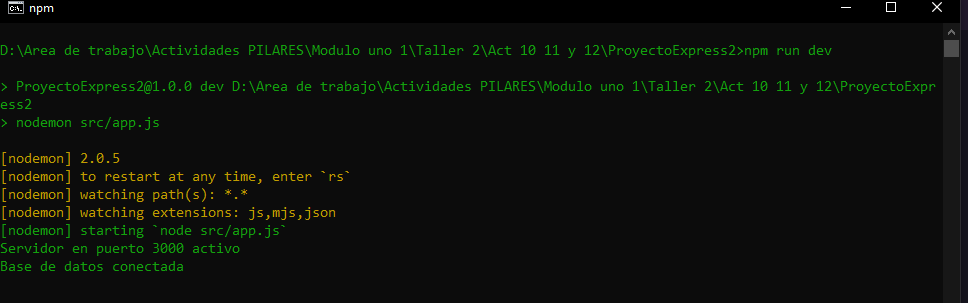 npm
D:\Area de trabajo\Actividades PILARES\Modulo uno 1\Taller 2\Act 10 11 y 12\ProyectoExpress2>npm run dev
> ProyectoExpress2@1.0.0 dev D:\Area de trabajo\Actividades PILARES\Modulo uno 1\Taller 2\Act 10 11 y 12\ProyectoExpr
ess2
> nodemon src/app.js
[nodemon] 2.0.5
[nodemon] to restart at any time, enter `rs`
[nodemon] watching path(s): *.*
[nodemon] watching extensions: js,mjs,json
[nodemon] starting `node src/app.js`
Servidor en puerto 3000 activo
Base de datos conectada